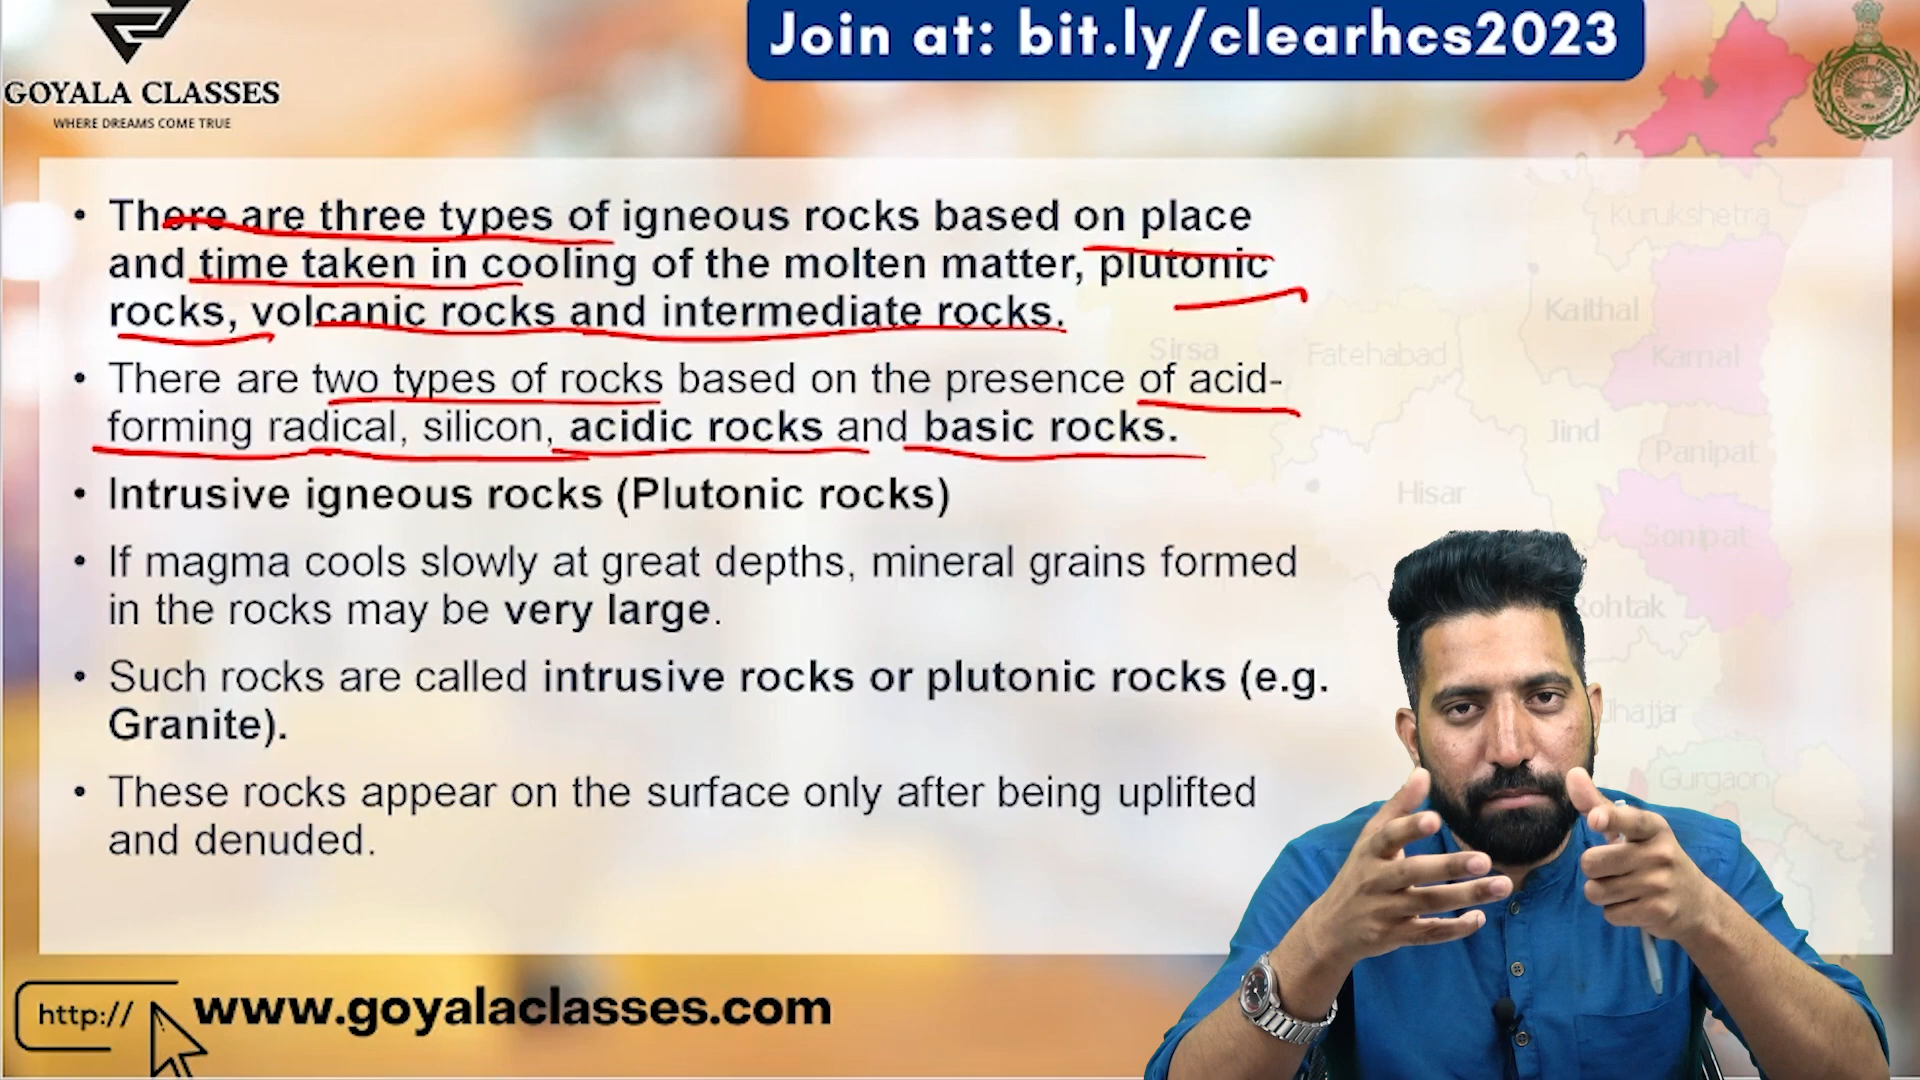 Join at: bit.ly/clearhcs2023
GOYALA CLASSES
WHERE DREAMS COME TRUE
• There are three types of igneous rocks based on place
and time taken in cooling of the molten matter, plutonic
rocks, volcanic rocks and intermediate rocks.
• There are two types of rocks based on the presence of acid-
forming radical, silicon, acidic rocks and basic rocks.
• Intrusive igneous rocks (Plutonic rocks)
• If magma cools slowly at great depths, mineral grains formed
in the rocks may be very large.
• Such rocks are called intrusive rocks or plutonic rocks (e.g.
Granite).
• These rocks appear on the surface only after being uplifted
and denuded.
Kurukshetra
Kaithal
Sirsa
Fatehabad
Karnal
Jind
Panipat
Hisar
Sonipat
Rohtak
Jhajjar
Gurgaon
http://
www.goyalaclasses.com